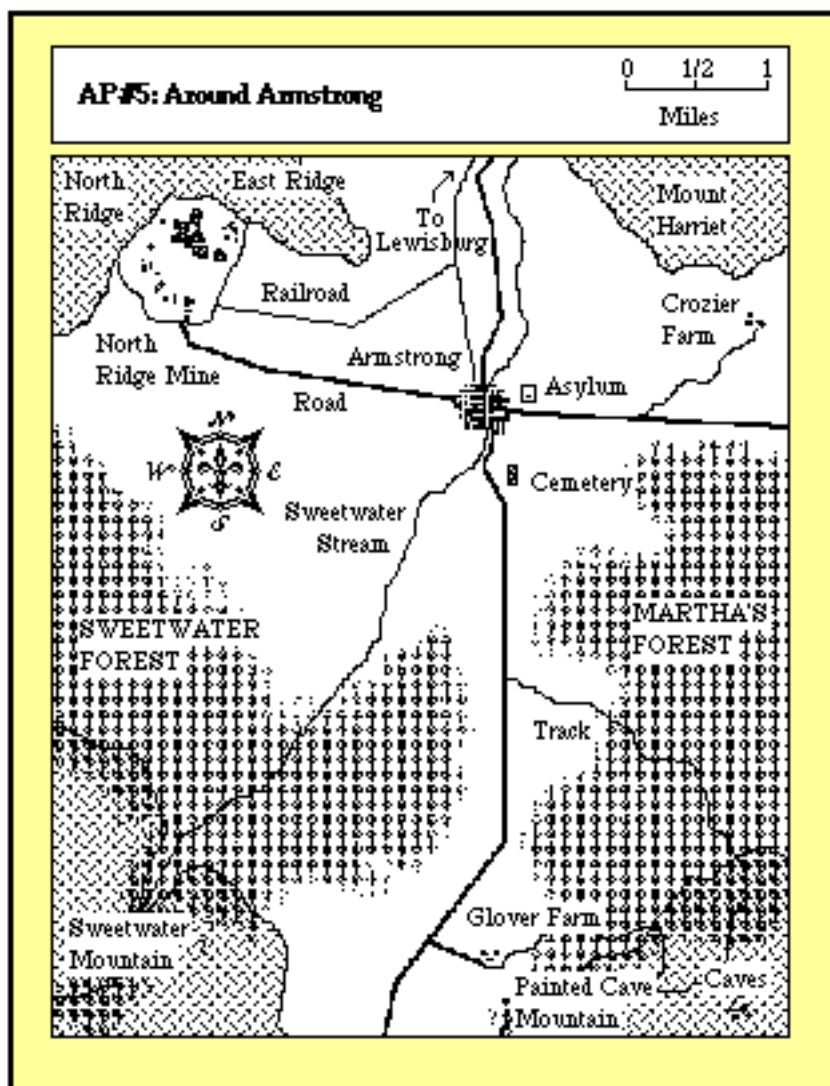 AP#5: Around Armstrong
0 1/2 1
Miles
North
Ridge
East Ridge
To
Lewisburg
Mount
Harriet
Railroad
Crozier
Farm
North
Ridge Mine
Armstrong
Road
Asylum
N
W
E
S
Cemetery
Sweetwater
Stream
SWEETWATER
FOREST
MARTHA'S
FOREST
Track
Glover Farm
Sweetwater
Mountain
?
Painted Cave
Mountain
Caves
?